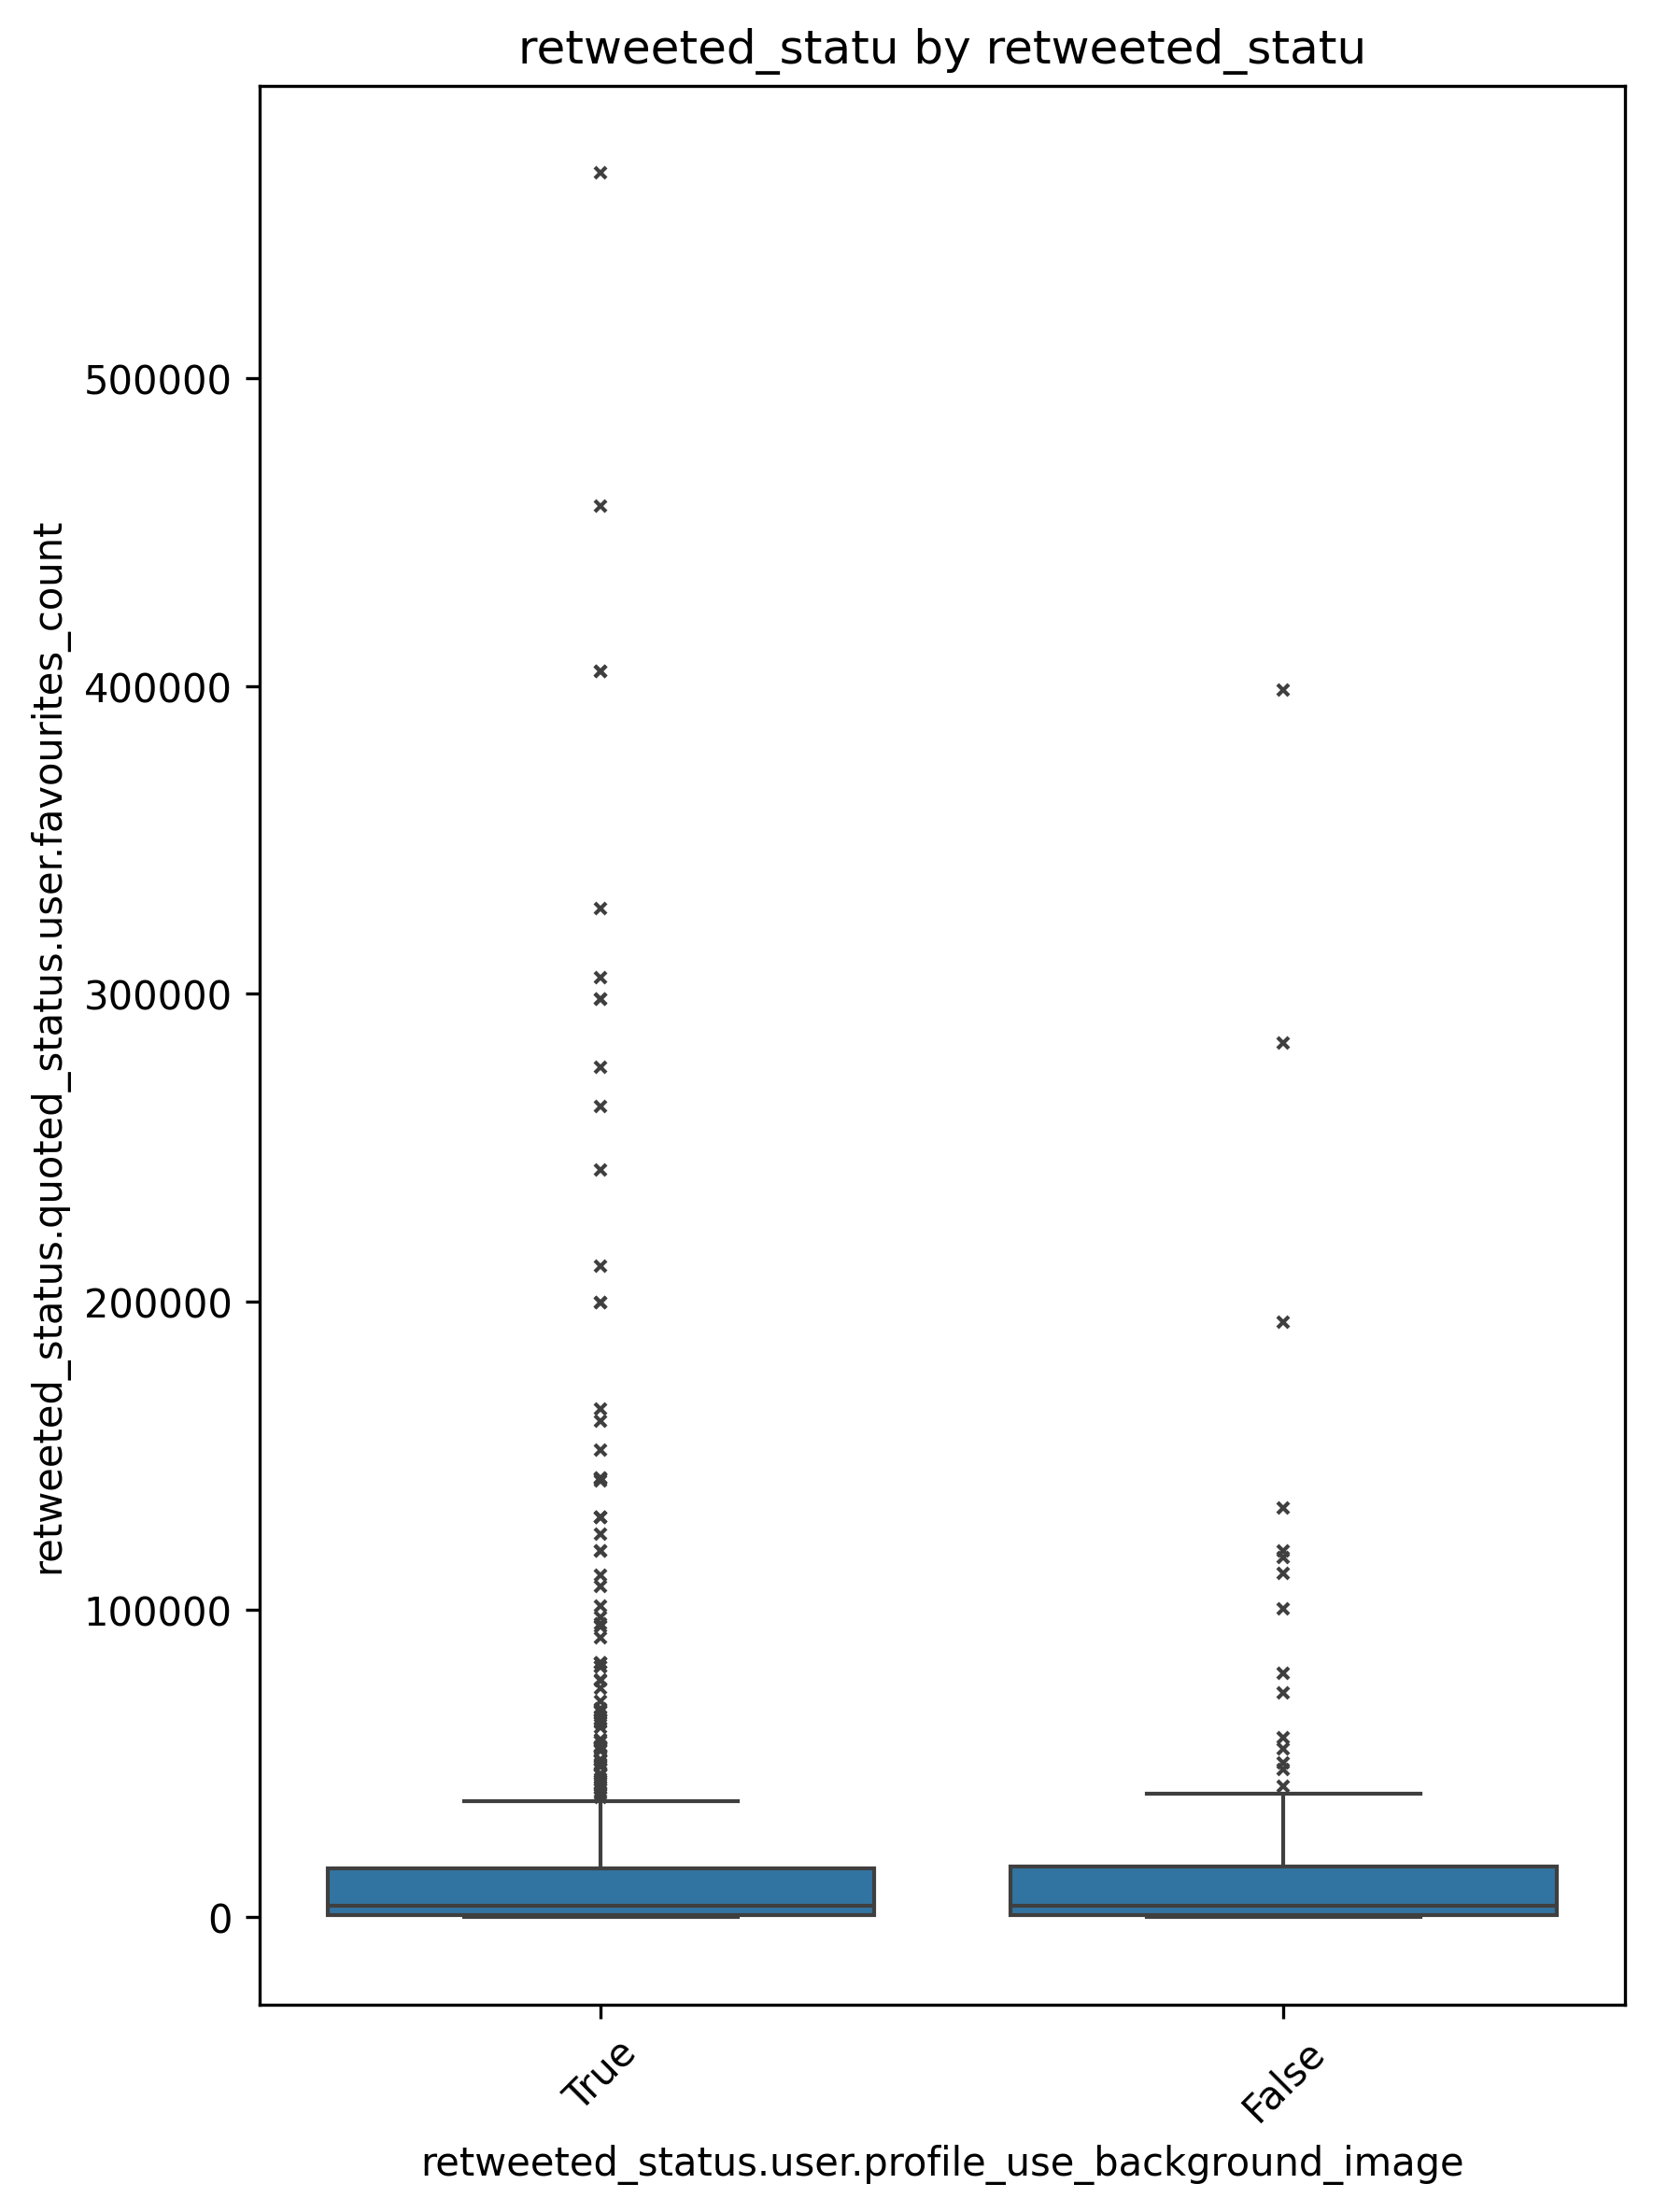 retweeted_statu by retweeted_statu
retweeted_status.quoted_status.user.favourites_count
500000
400000
300000
200000
100000
0
True
False
retweeted_status.user.profile_use_background_image